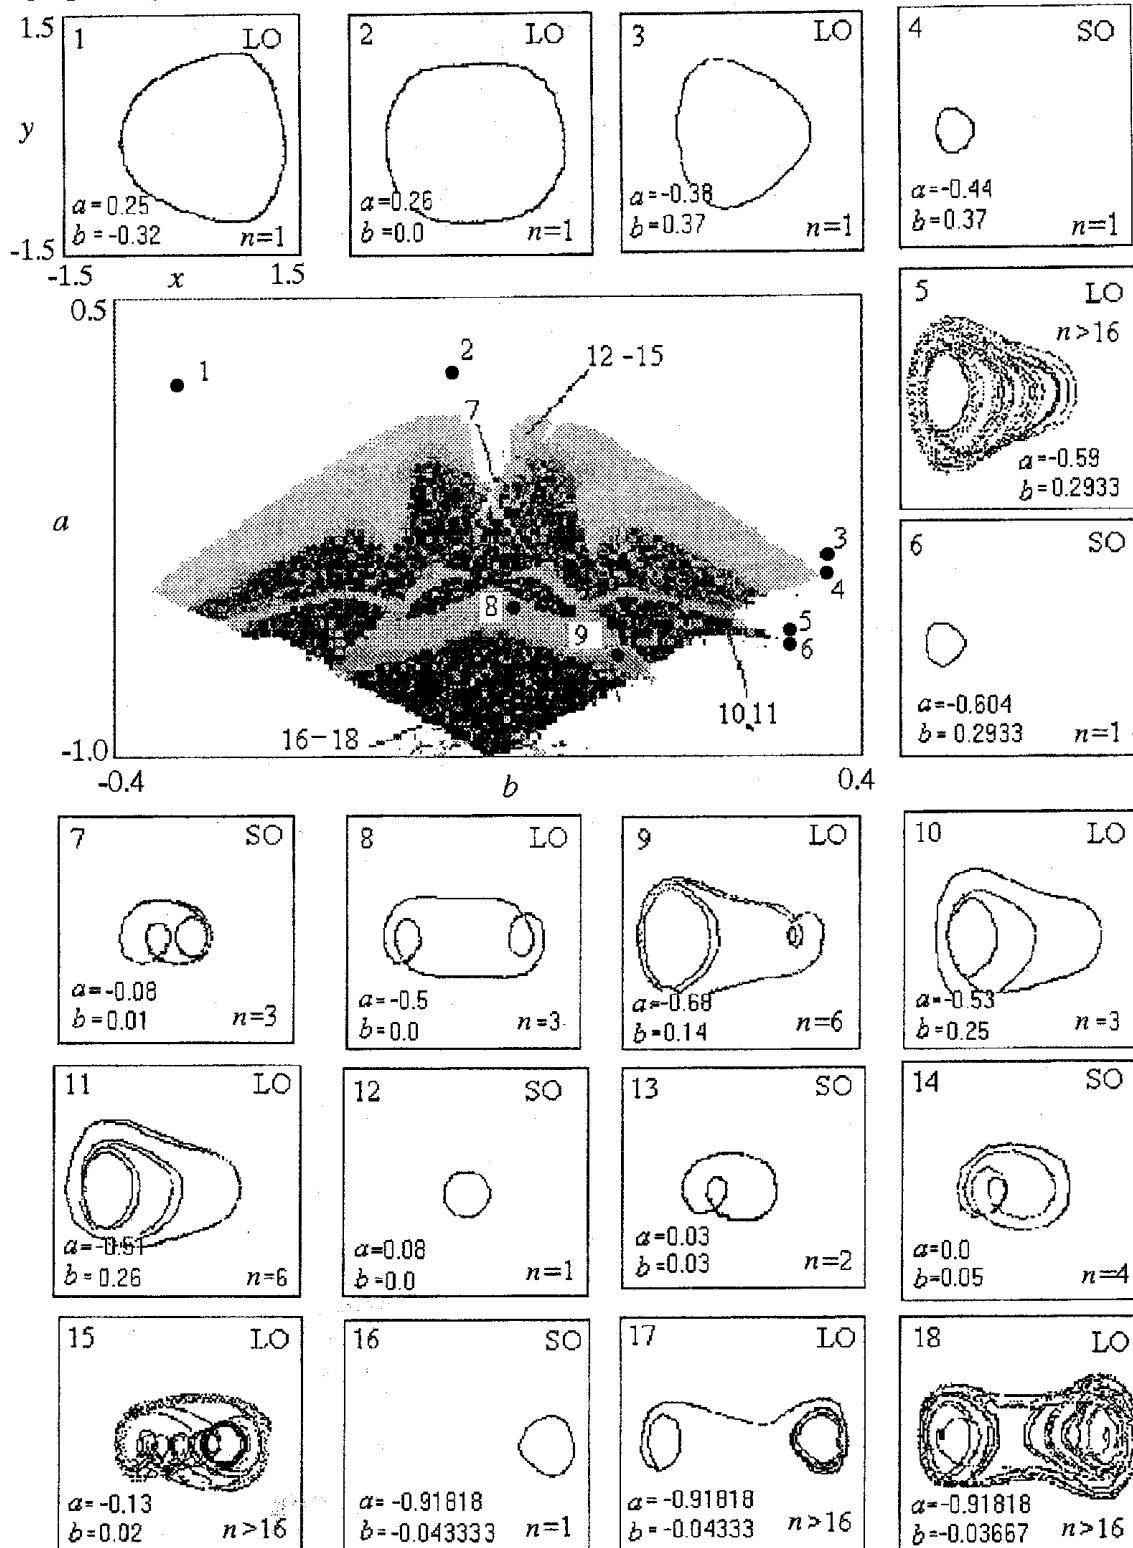 1.5
1 LO
a=0.25
b=-0.32 n=1
y
-1.5
-1.5 x 1.5
2 LO
a=0.26
b=0.0 n=1
3 LO
a=-0.38
b=0.37 n=1
4 SO
a=-0.44
b=0.37 n=1
0.5
a
-1.0
-0.4 b 0.4
1
2
12-15
7
3
4
8
5
9
6
10,11
16-18
5 LO
n>16
a=-0.59
b=0.2933
6 SO
a=-0.604
b=0.2933 n=1
7 SO
a=-0.08
b=0.01 n=3
8 LO
a=-0.5
b=0.0 n=3
9 LO
a=-0.68
b=0.14 n=6
10 LO
a=-0.53
b=0.25 n=3
11 LO
a=-0.51
b=0.26 n=6
12 SO
a=0.08
b=0.0 n=1
13 SO
a=0.03
b=0.03 n=2
14 SO
a=0.0
b=0.05 n=4
15 LO
a=-0.13
b=0.02 n>16
16 SO
a=-0.91818
b=-0.043333 n=1
17 LO
a=-0.91818
b=-0.04333 n>16
18 LO
a=-0.91818
b=-0.03667 n>16